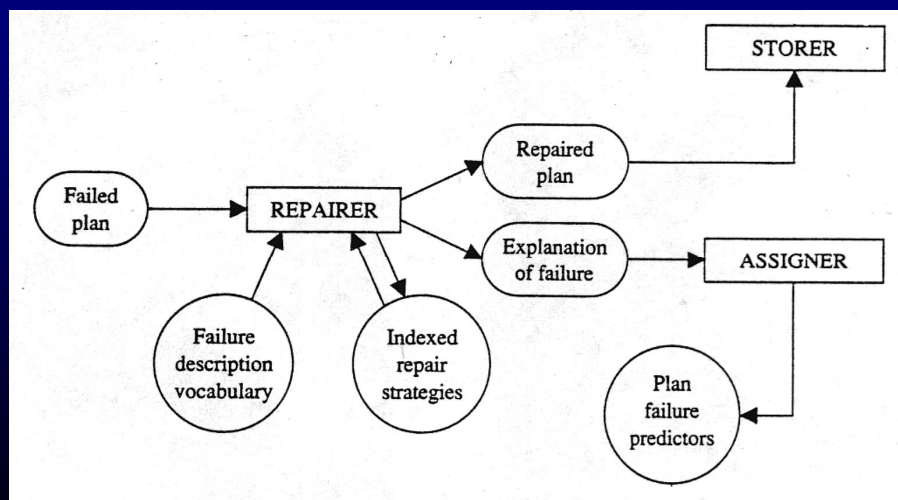 STORER
Repaired
plan
Failed
plan
REPAIRER
Explanation
of failure
ASSIGNER
Failure
description
vocabulary
Indexed
repair
strategies
Plan
failure
predictors